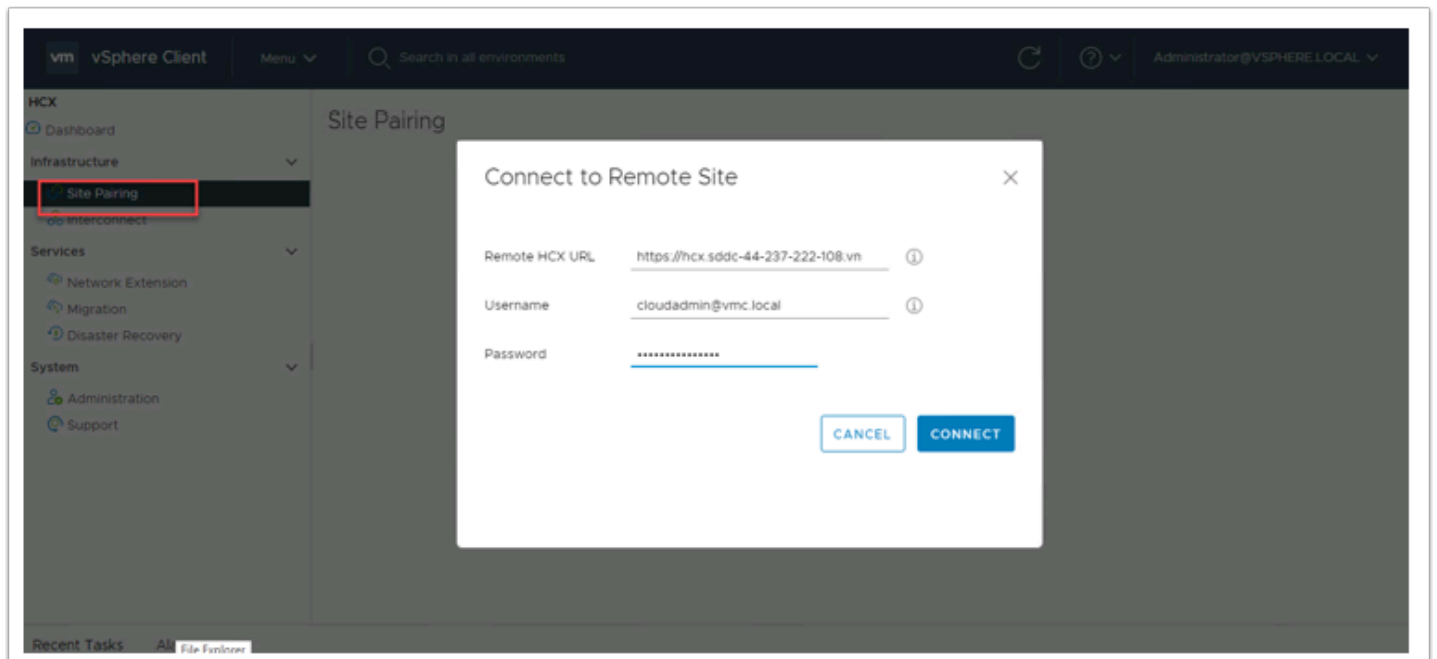 vm vSphere Client Menu Search in all environments Administrator@VSPHERE.LOCAL
HCX
Dashboard
Infrastructure
Site Pairing
Interconnect
Services
Network Extension
Migration
Disaster Recovery
System
Administration
Support
Site Pairing
Connect to Remote Site
Remote HCX URL https://hcx.sddc-44-237-222-108.vn
Username cloudadmin@vmc.local
Password •••••••••••••••
CANCEL CONNECT
Recent Tasks
File Explorer